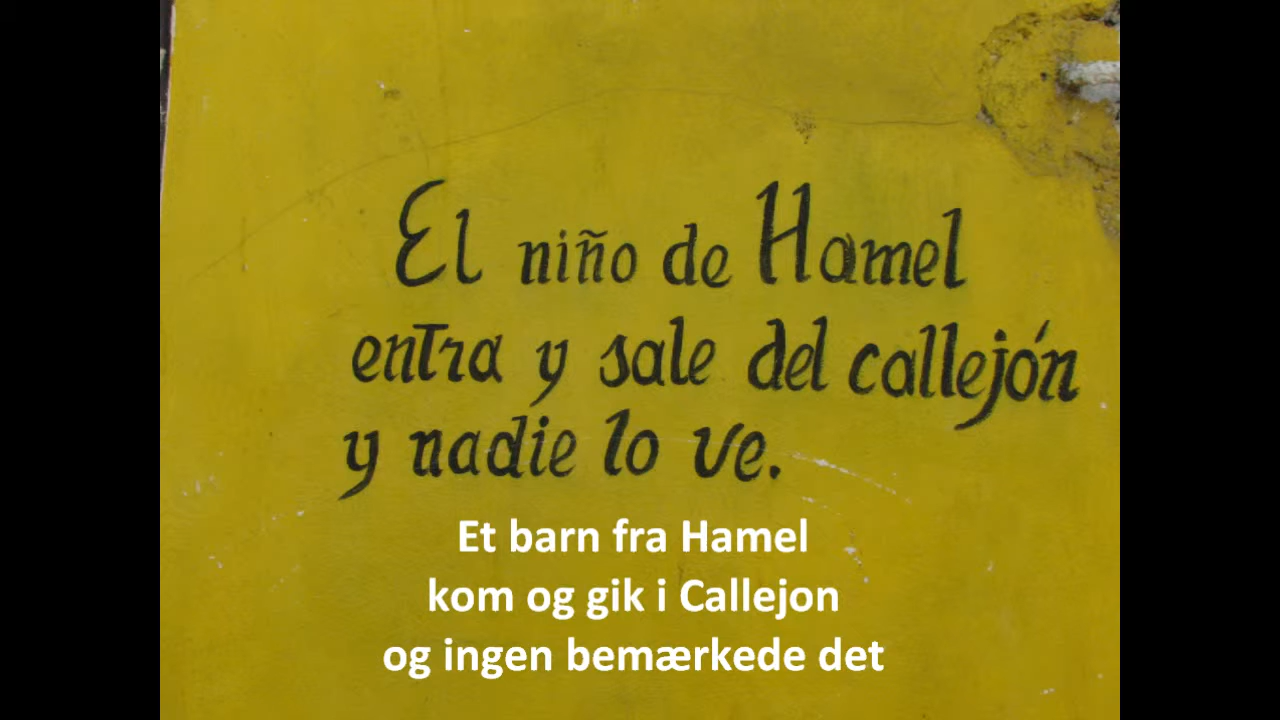 El niño de Hamel
entra y sale del callejón
y nadie lo ve.
Et barn fra Hamel
kom og gik i Callejon
og ingen bemærkede det